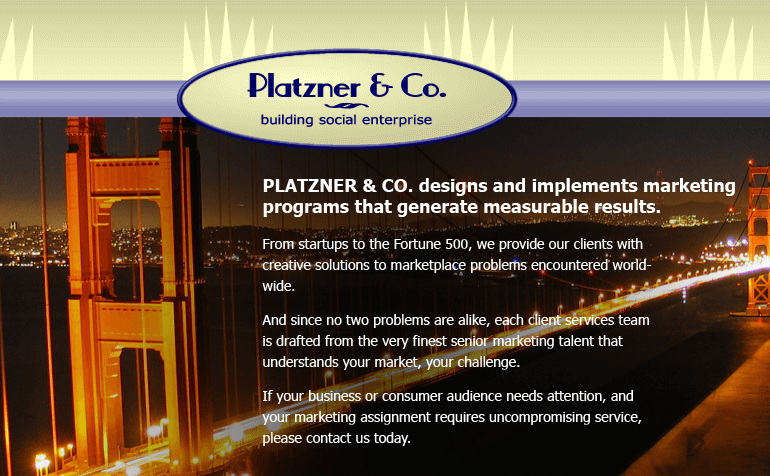 Platzner & Co.
building social enterprise
PLATZNER & CO. designs and implements marketing
programs that generate measurable results.
From startups to the Fortune 500, we provide our clients with
creative solutions to marketplace problems encountered world-
wide.
And since no two problems are alike, each client services team
is drafted from the very finest senior marketing talent that
understands your market, your challenge.
If your business or consumer audience needs attention, and
your marketing assignment requires uncompromising service,
please contact us today.